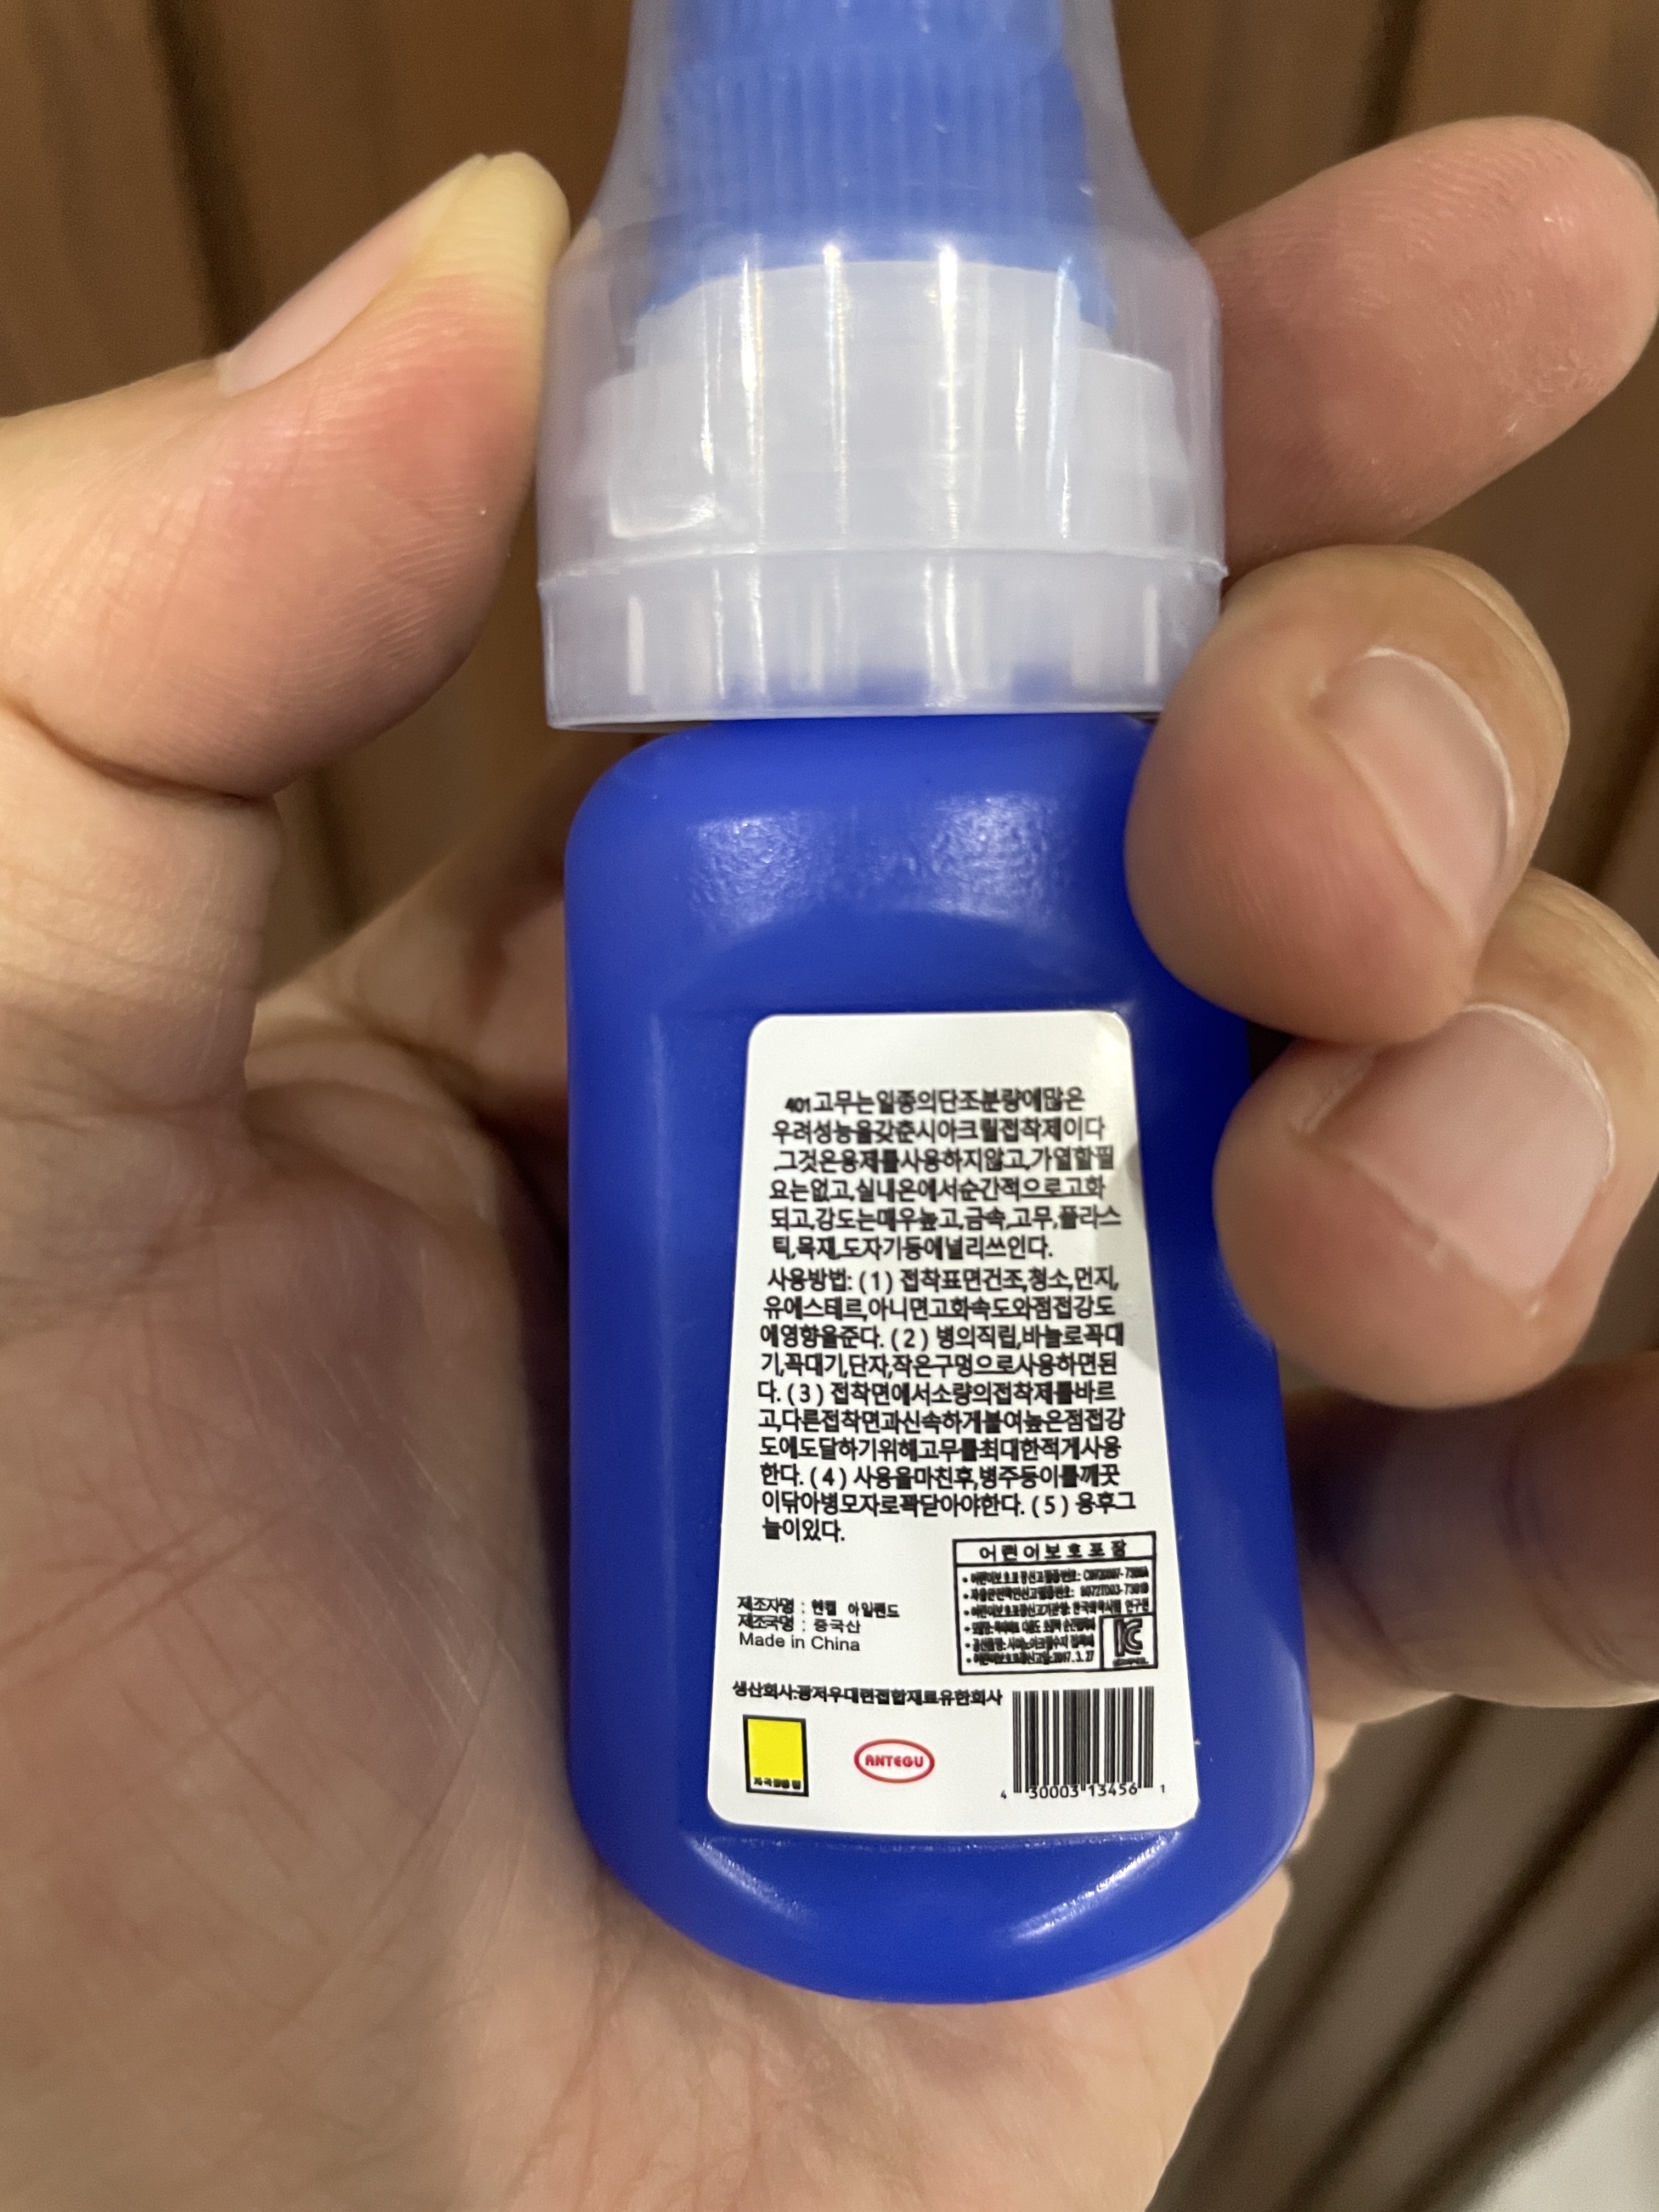 401고무는일종의단조분량에많은
우려성능을갖춘시아크릴접착제이다
.그것은용제를사용하지않고,가열할필
요는없고,실내온에서순간적으로고화
되고,강도는매우높고,금속,고무,플라스
틱,목재,도자기등에널리쓰인다.
사용방법: (1) 접착표면건조,청소,먼지,
유에스테르,아니면고화속도와점접강도
에영향을준다. (2) 병의직립,바늘로꼭대
기,꼭대기,단자,작은구멍으로사용하면된
다. (3) 접착면에서소량의접착제를바르
고,다른접착면과신속하게붙여높은점접강
도에도달하기위해고무를최대한적게사용
한다. (4) 사용을마친후,병주둥이를깨끗
이닦아병모자로꽉닫아야한다. (5) 용후그
늘이있다.
어린이보호포장
제조자명 : 헨켈 아일랜드
제조국명 : 중국산
Made in China
생산회사:광저우대련접합재료유한회사
ANTEGU
4 30003 13456 1